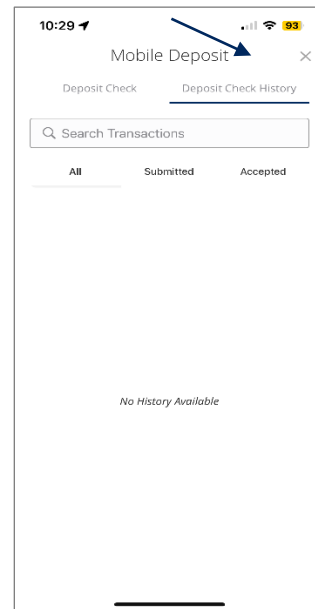 10:29 93
Mobile Deposit ×
Deposit Check Deposit Check History
Search Transactions
All Submitted Accepted
No History Available